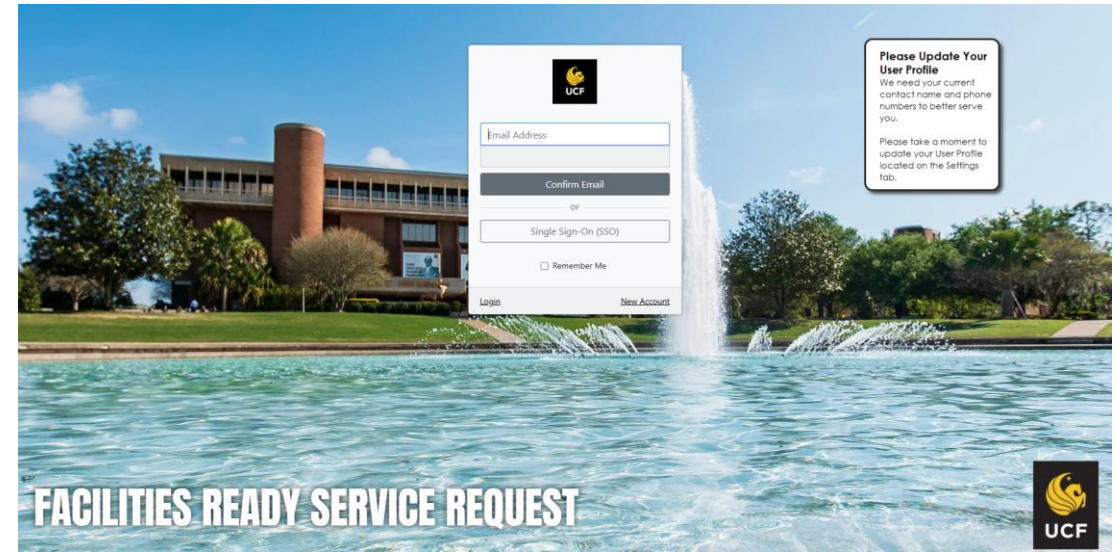 UCF
Email Address
Confirm Email
or
Single Sign-On (SSO)
Remember Me
Login
New Account
Please Update Your
User Profile
We need your current
contact name and phone
numbers to better serve
you.
Please take a moment to
update your User Profile
located on the Settings
tab.
FACILITIES READY SERVICE REQUEST
UCF